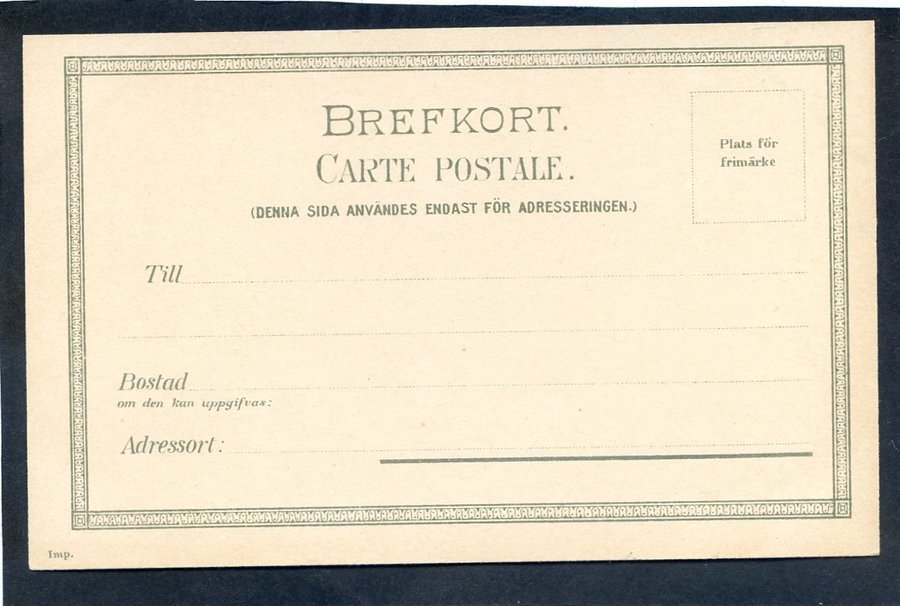 BREFKORT.
CARTE POSTALE.
(DENNA SIDA ANVÄNDES ENDAST FÖR ADRESSERINGEN.)
Plats för
frimärke
Till
Bostad
om den kan uppgifvas:
Adressort:
Imp.